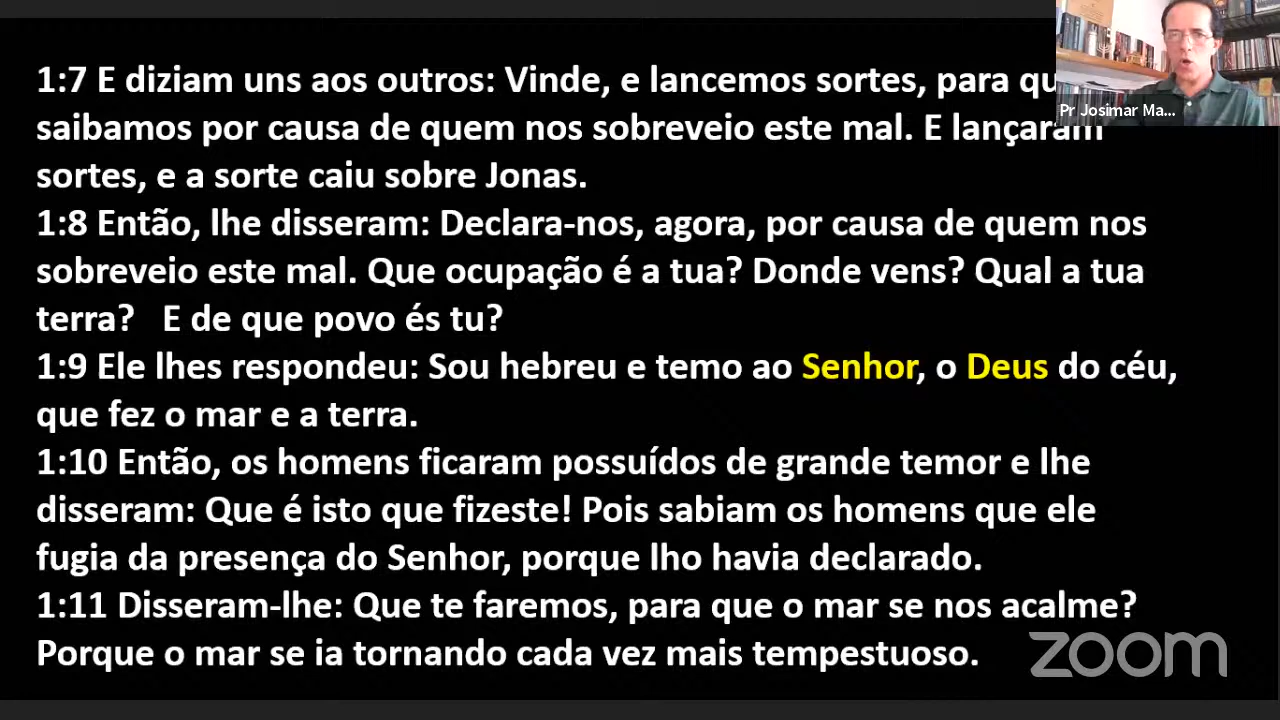 1:7 E diziam uns aos outros: Vinde, e lancemos sortes, para
saibamos por causa de quem nos sobreveio este mal. E lançaram
sortes, e a sorte caiu sobre Jonas.
1:8 Então, lhe disseram: Declara-nos, agora, por causa de quem nos
sobreveio este mal. Que ocupação é a tua? Donde vens? Qual a tua
terra? E de que povo és tu?
1:9 Ele lhes respondeu: Sou hebreu e temo ao Senhor, o Deus do céu,
que fez o mar e a terra.
1:10 Então, os homens ficaram possuídos de grande temor e lhe
disseram: Que é isto que fizeste! Pois sabiam os homens que ele
fugia da presença do Senhor, porque lho havia declarado.
1:11 Disseram-lhe: Que te faremos, para que o mar se nos acalme?
Porque o mar se ia tornando cada vez mais tempestuoso.
Pr Josimar Ma...
zoom